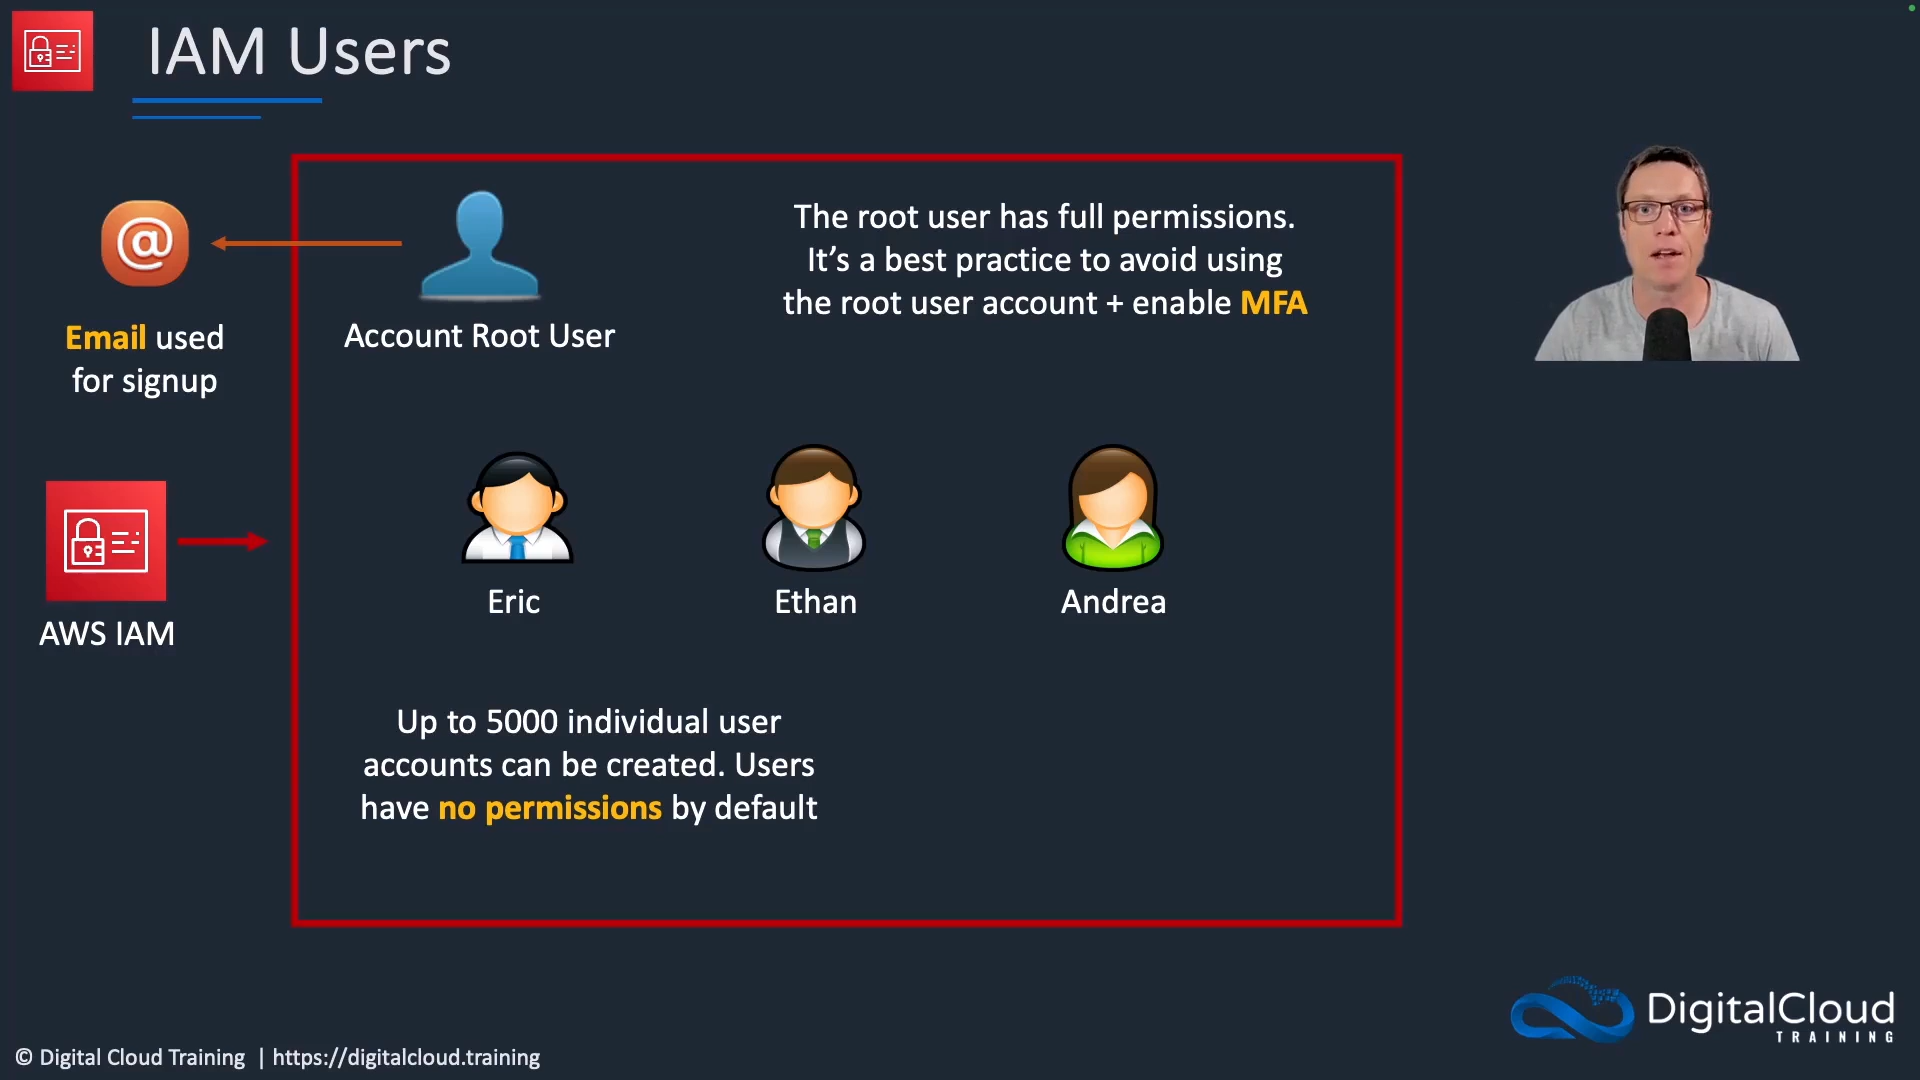 IAM Users
The root user has full permissions.
It’s a best practice to avoid using
the root user account + enable MFA
@
Email used
for signup
Account Root User
AWS IAM
Eric
Ethan
Andrea
Up to 5000 individual user
accounts can be created. Users
have no permissions by default
DigitalCloud
TRAINING
© Digital Cloud Training | https://digitalcloud.training